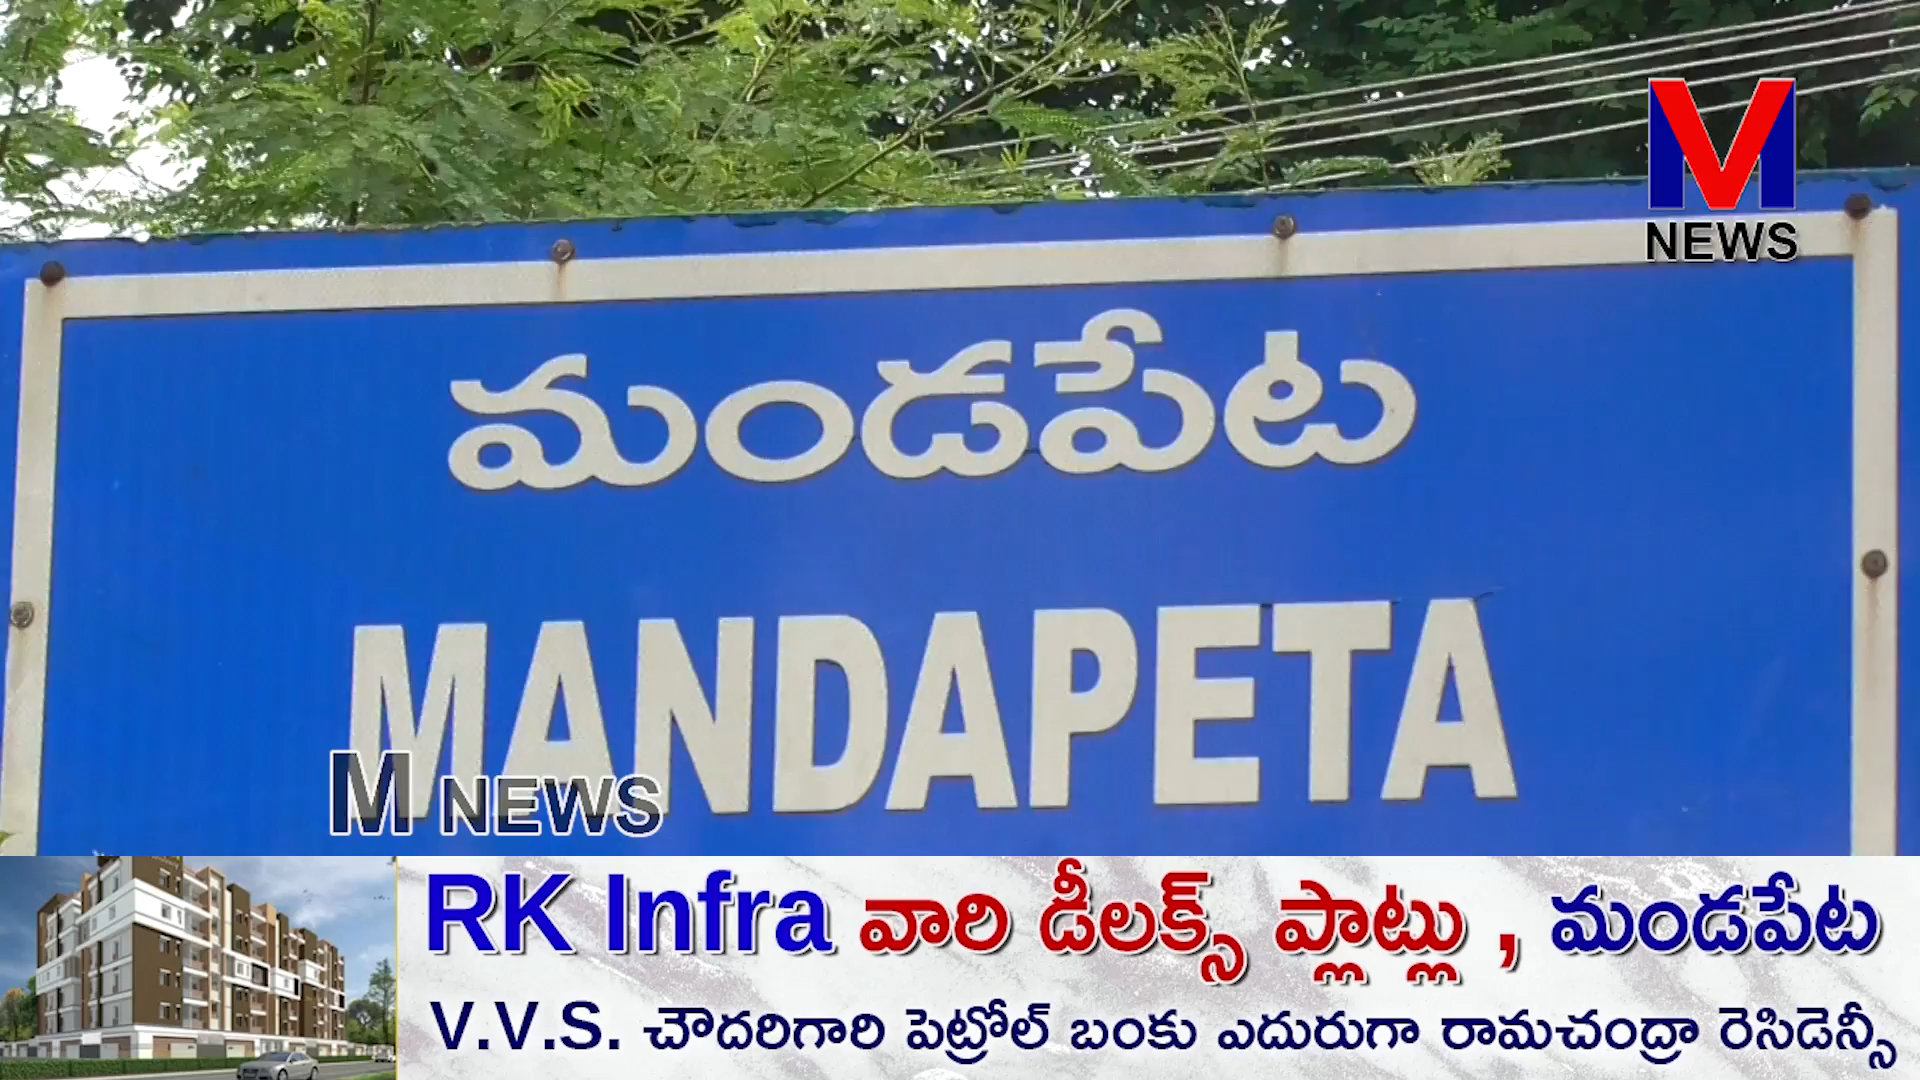 M
NEWS
మండపేట
MANDAPETA
M NEWS
RK Infra వారి డీలక్స్ ప్లాట్లు , మండపేట
V.V.S. చౌదరిగారి పెట్రోల్ బంకు ఎదురుగా రామచంద్రా రెసిడెన్సీ